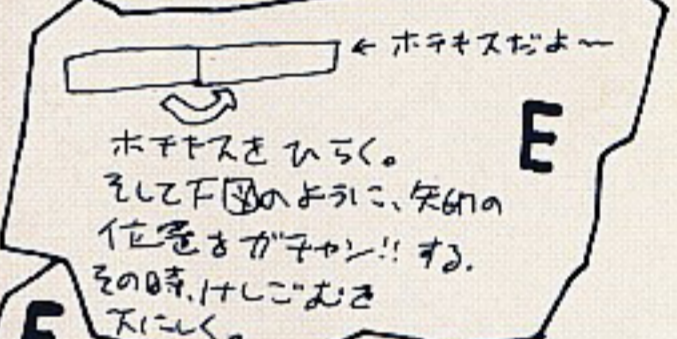 ← ホチキスだよ〜
E
ホチキスをひらく。
そして下図のように、矢印の
位置をガチャン!! する。
その時、けしごむを
下にしく。
E